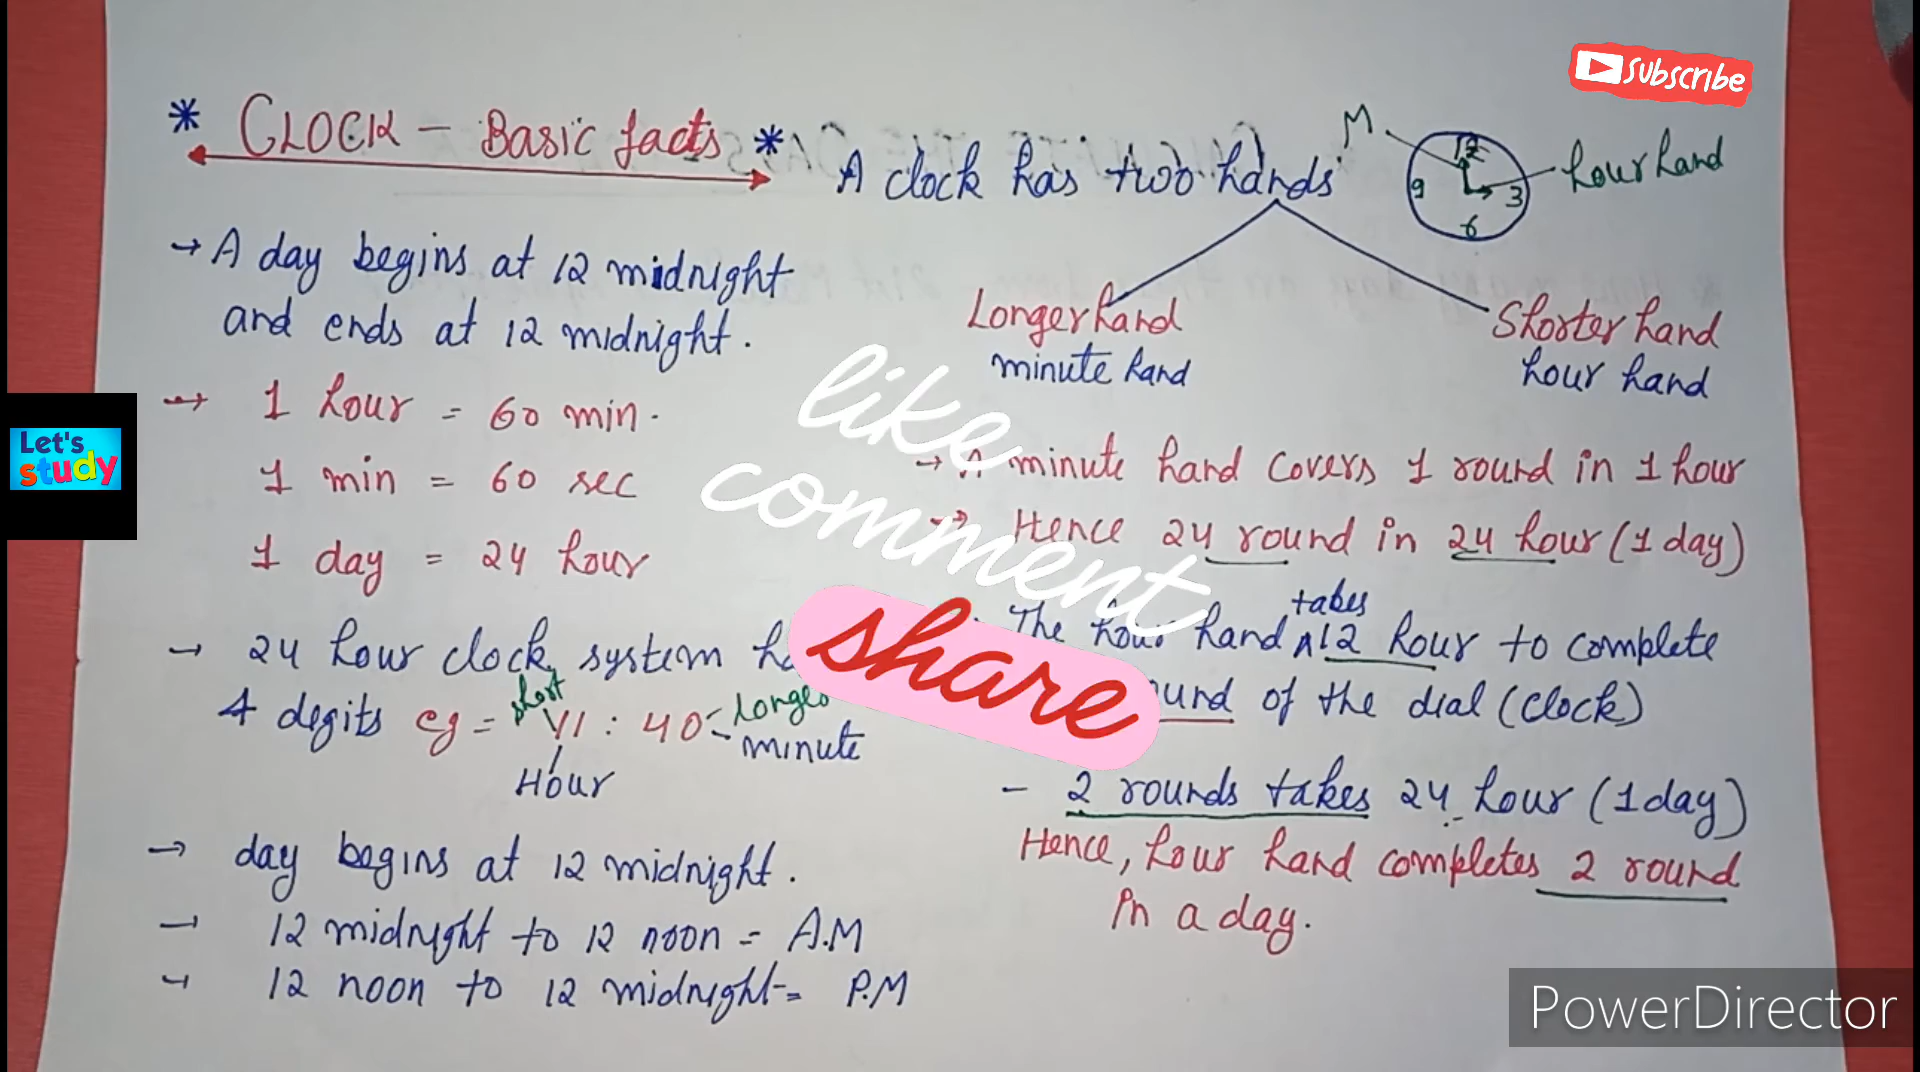 * CLOCK - Basic facts *
→ A day begins at 12 midnight
and ends at 12 midnight.
→ 1 hour = 60 min.
1 min = 60 sec
1 day = 24 hour
→ 24 hour clock system
4 degits eg = 11 : 40
short
Longer
minute
Hour
→ day begins at 12 midnight.
→ 12 midnight to 12 noon = A.M
→ 12 noon to 12 midnight = P.M
A clock has two hands
M
12
9 3
6
hour hand
Longer hand
minute hand
Shorter hand
hour hand
→ A minute hand covers 1 round in 1 hour
→ Hence 24 round in 24 hour (1 day)
The hour hand takes 12 hour to complete
of the dial (clock)
- 2 rounds takes 24 hour (1day)
Hence, hour hand completes 2 round
in a day.
like
comment
share
Subscribe
Let's
study
PowerDirector